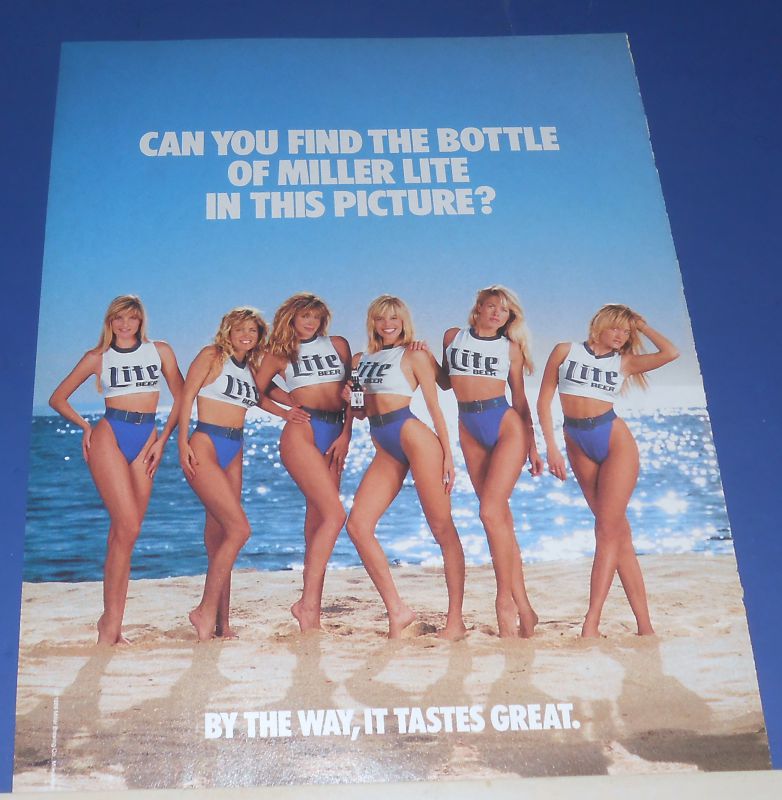 CAN YOU FIND THE BOTTLE
OF MILLER LITE
IN THIS PICTURE?
Lite
BEER
Lite
Lite
BEER
Lite
BEER
Lite
BEER
Lite
BEER
BY THE WAY, IT TASTES GREAT.